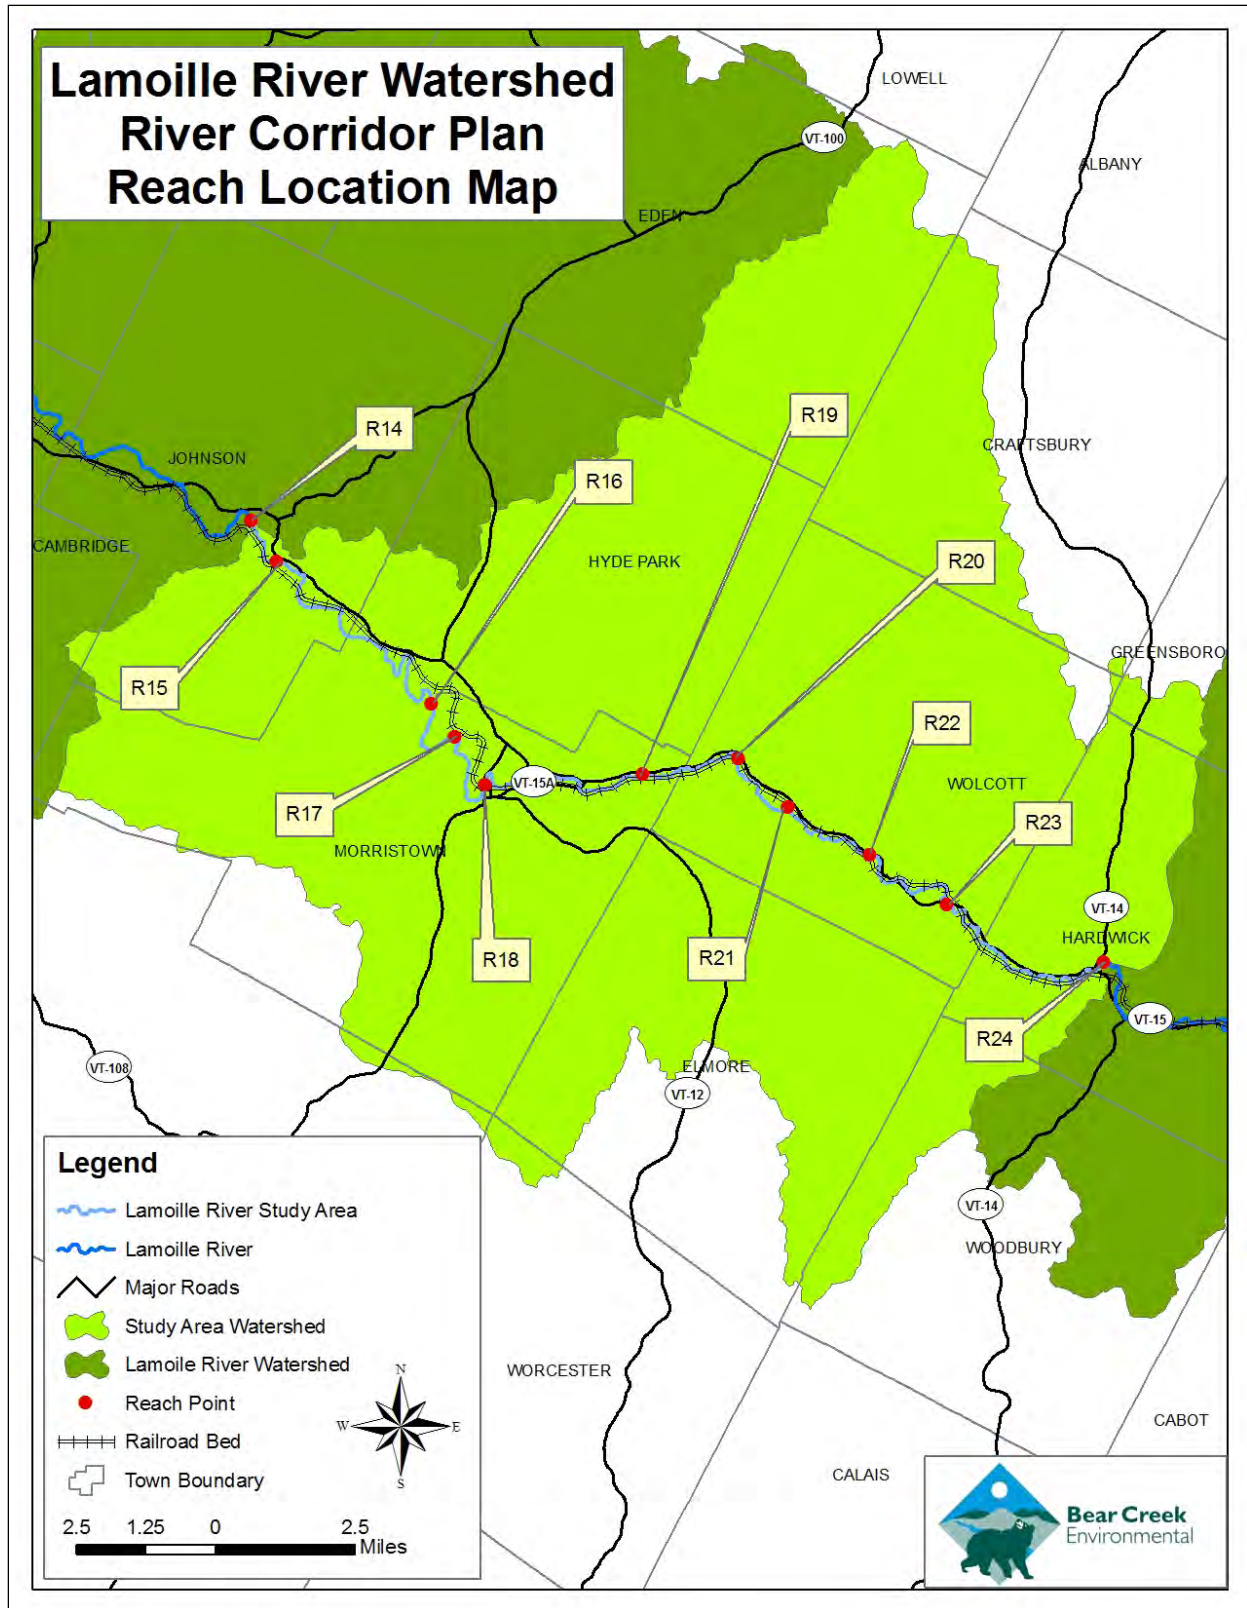 Lamoille River Watershed
River Corridor Plan
Reach Location Map
LOWELL
VT-100
ALBANY
EDEN
R14
R19
JOHNSON
CRAFTSBURY
R16
CAMBRIDGE
HYDE PARK
R20
GREENSBORO
R15
R22
VT-15A
WOLCOTT
R17
R23
MORRISTOWN
VT-14
HARDWICK
R18
R21
VT-15
R24
VT-108
ELMORE
VT-12
VT-14
WOODBURY
Legend
Lamoille River Study Area
Lamoille River
Major Roads
Study Area Watershed
Lamoile River Watershed
Reach Point
Railroad Bed
Town Boundary
N
W
E
S
2.5 1.25 0 2.5
Miles
WORCESTER
CABOT
CALAIS
Bear Creek
Environmental